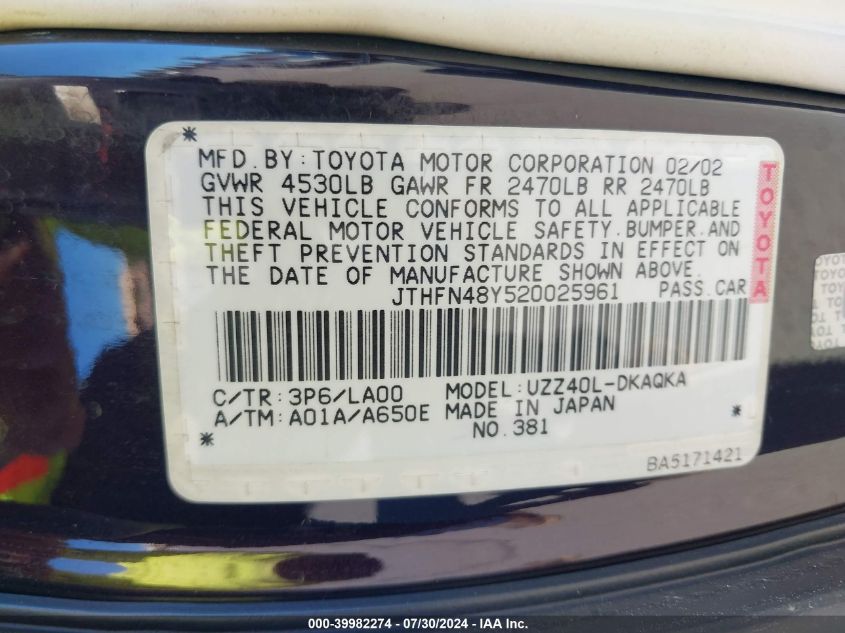 * MFD.BY: TOYOTA MOTOR CORPORATION 02/02
GVWR 4530LB GAWR FR 2470LB RR 2470LB
THIS VEHICLE CONFORMS TO ALL APPLICABLE
FEDERAL MOTOR VEHICLE SAFETY.BUMPER.AND
THEFT PREVENTION STANDARDS IN EFFECT ON
THE DATE OF MANUFACTURE SHOWN ABOVE.
JTHFN48Y520025961 PASS.CAR
TOYOTA
C/TR: 3P6/LA00 MODEL: UZZ40L-DKAQKA
A/TM: A01A/A650E MADE IN JAPAN
* NO.381
BA5171421
TOYOT
TOYOTA
000-39982274 - 07/30/2024 - IAA Inc.